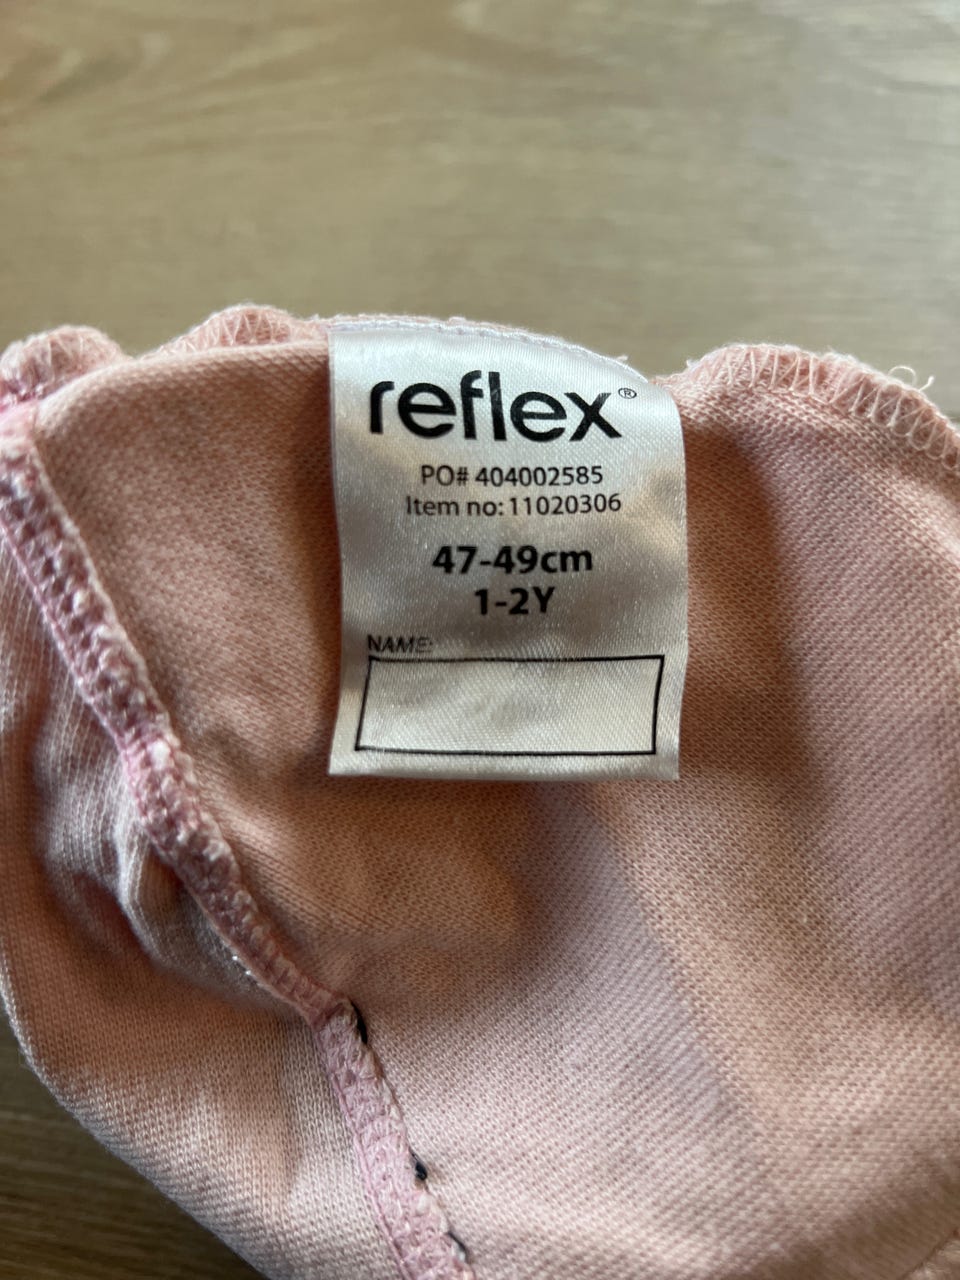 reflex®
PO# 404002585
Item no: 11020306
47-49cm
1-2Y
NAME: